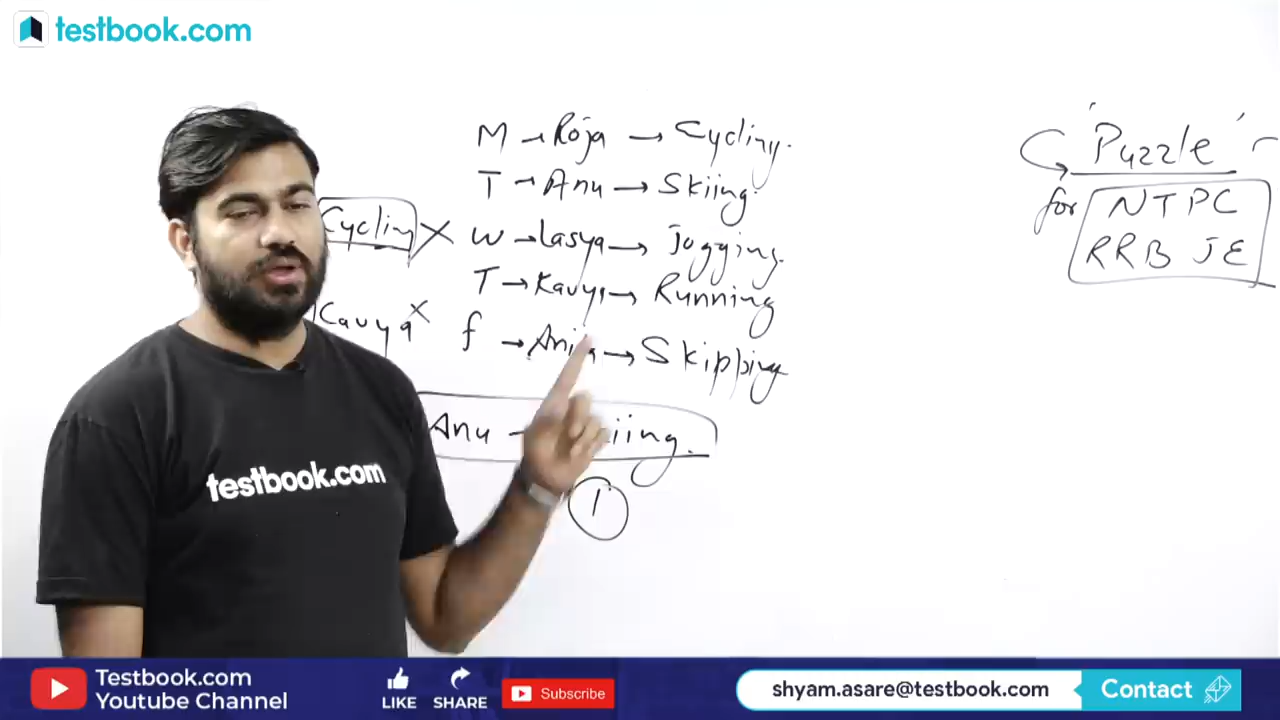 testbook.com
M → Roja → Cycling.
T → Anu → Skiing.
Cycling X W → Lasya → Jogging.
T → Kavya → Running
Kavya x f → → Skipping
Anu
1
'Puzzle'
for NTPC
RRB JE
testbook.com
Testbook.com
Youtube Channel
LIKE
SHARE
Subscribe
shyam.asare@testbook.com
Contact